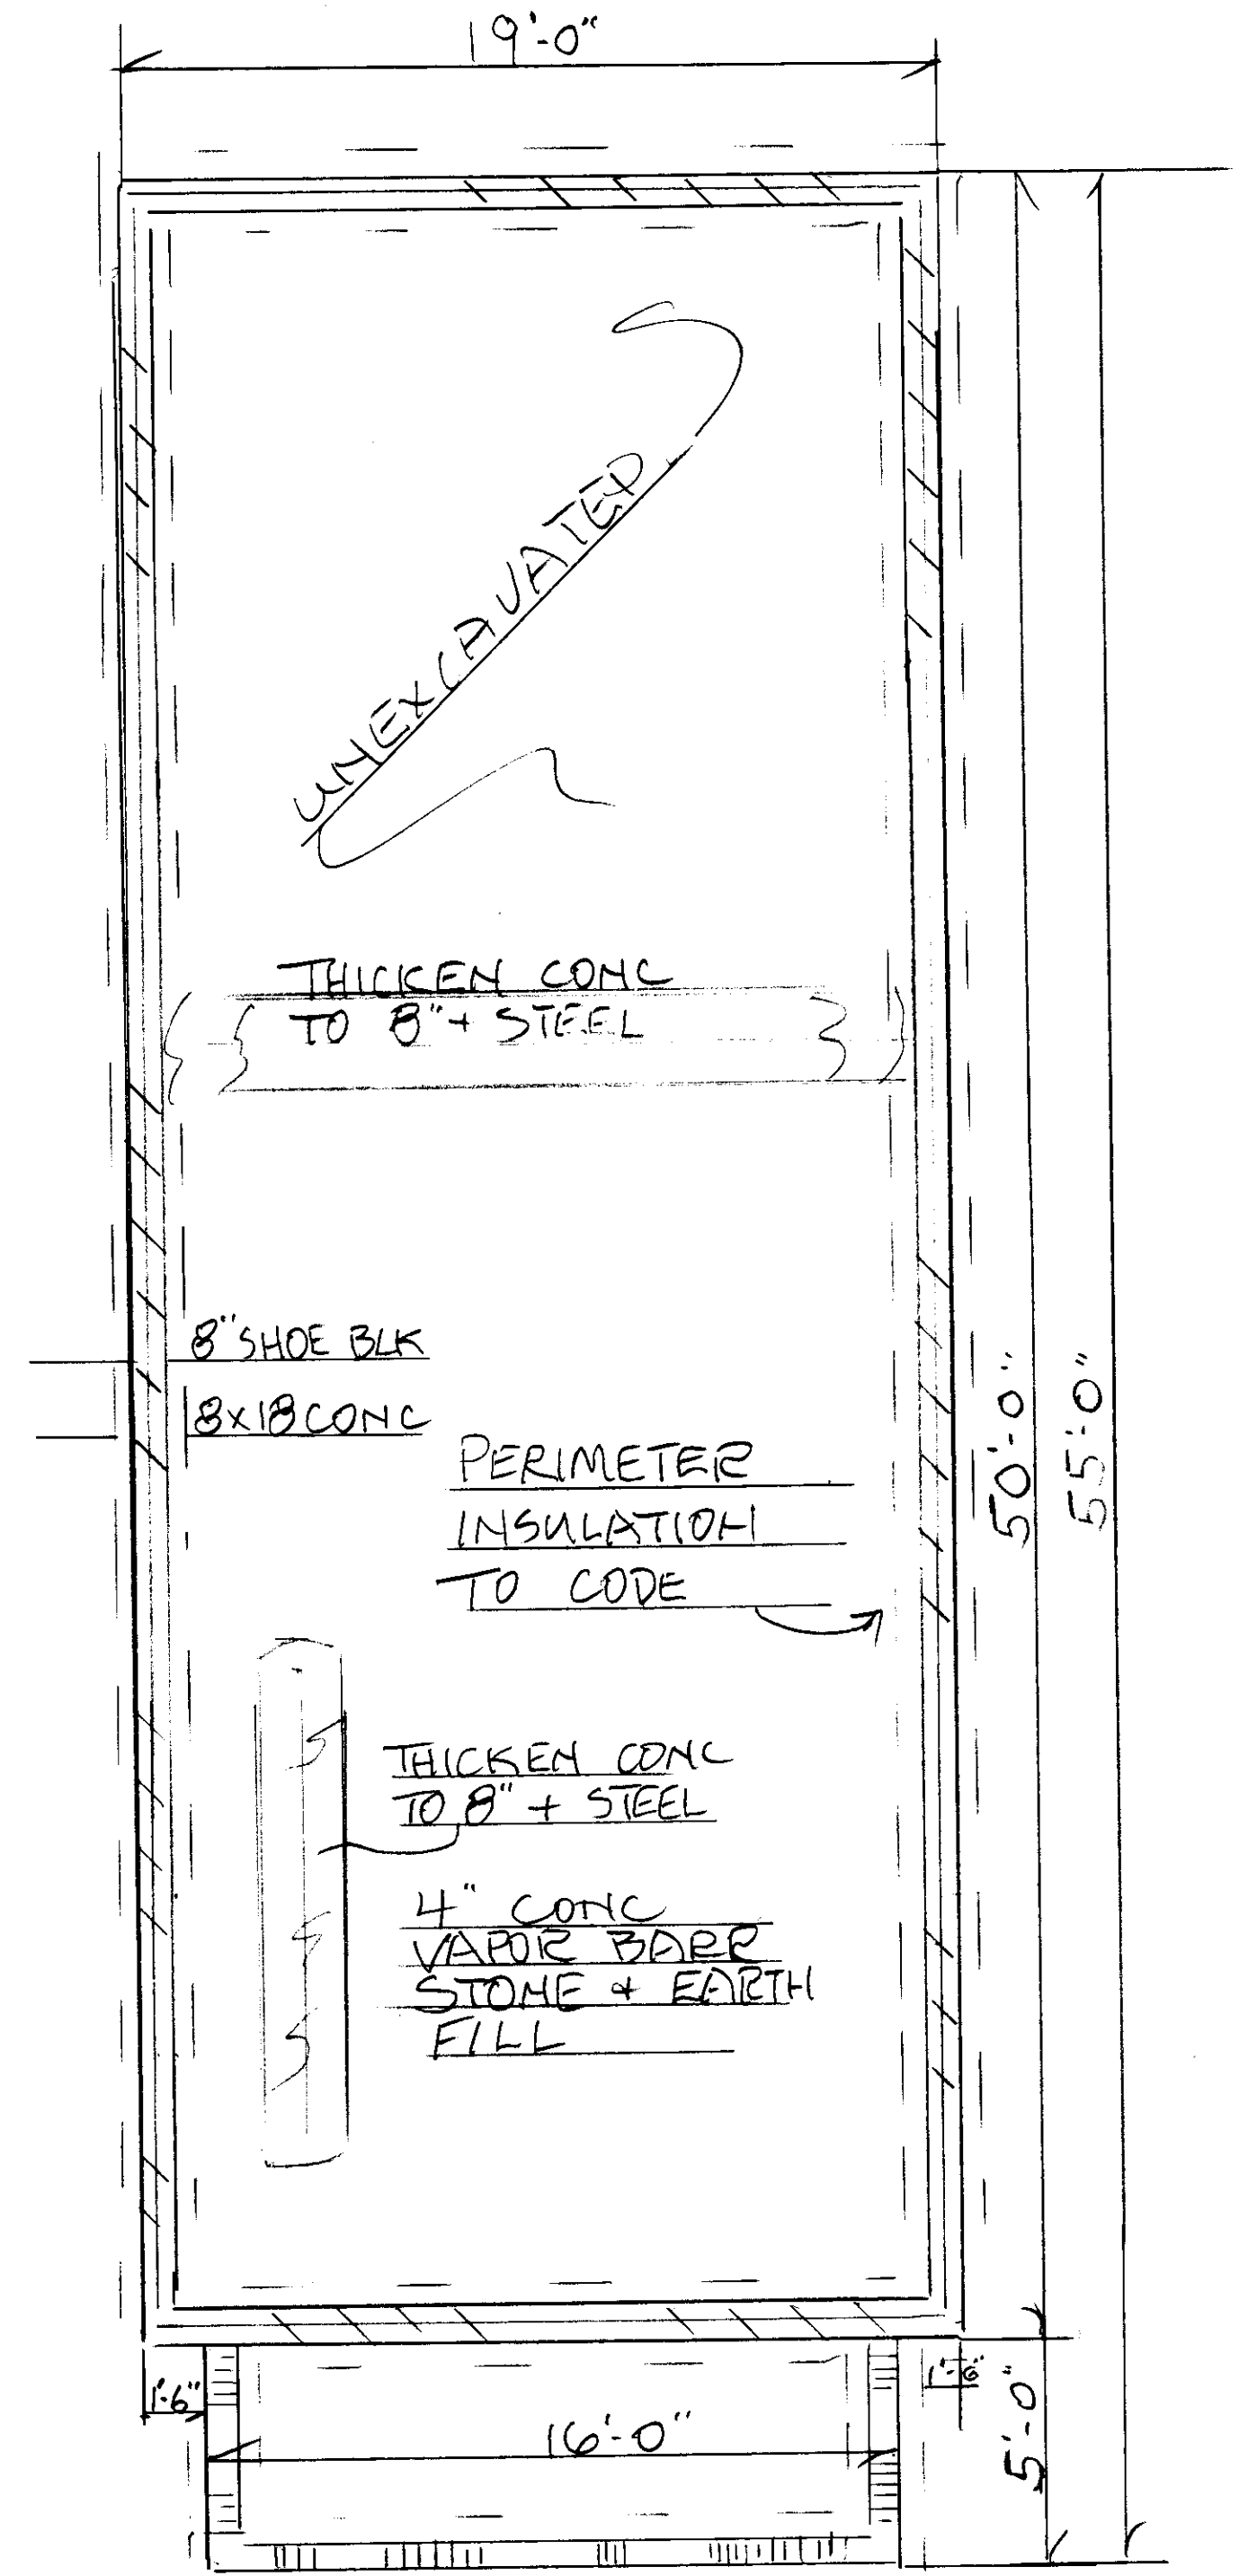 19'-0"
UNEXCAVATED
THICKEN CONC
TO 8" + STEEL
8" SHOE BLK
8x18 CONC
PERIMETER
INSULATION
TO CODE
50'-0"
55'-0"
THICKEN CONC
TO 8" + STEEL
4" CONC
VAPOR BARR
STONE + EARTH
FILL
1'-6"
1'-6"
16'-0"
5'-0"